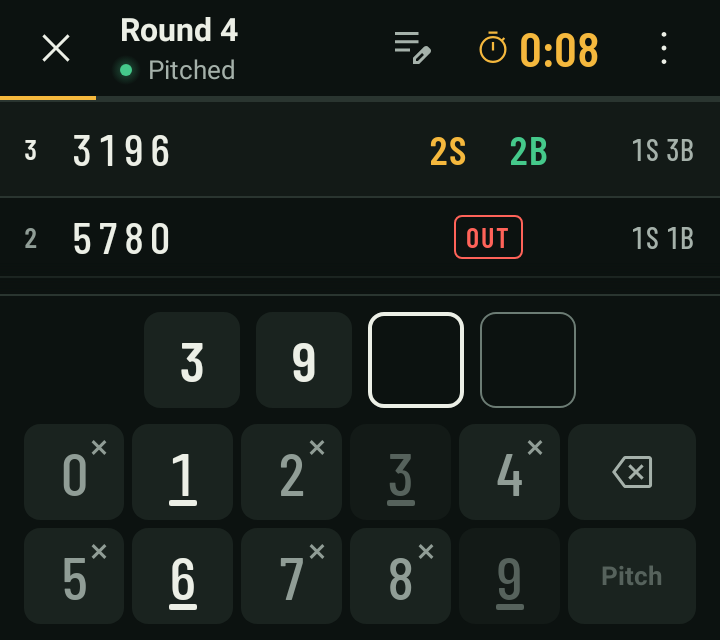 Round 4
Pitched
0:08
3 3196 2S 2B 1S 3B
2 5780 OUT 1S 1B
3 9
0 1 2 3 4
5 6 7 8 9 Pitch